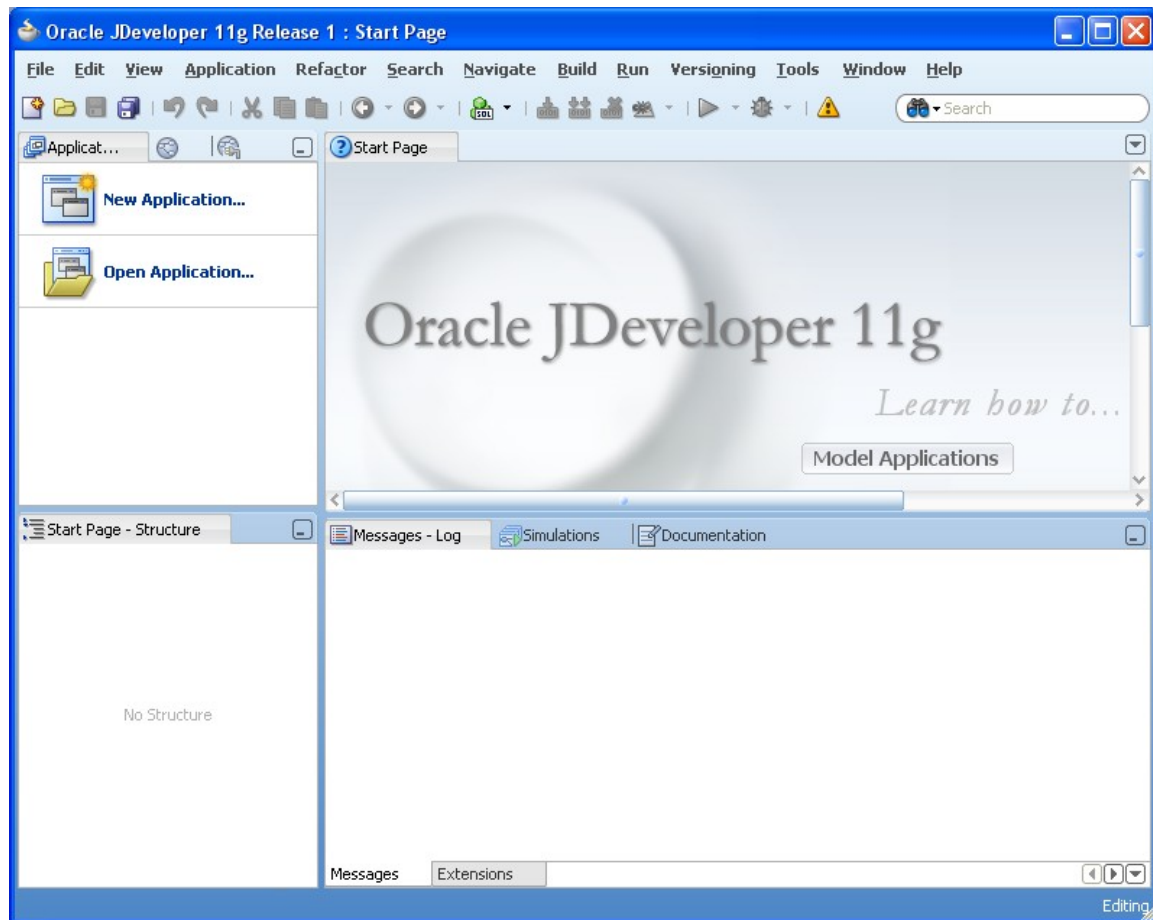 Oracle JDeveloper 11g Release 1 : Start Page
File Edit View Application Refactor Search Navigate Build Run Versioning Tools Window Help
SQL
Search
Applicat...
Start Page
New Application...
Open Application...
Oracle JDeveloper 11g
Learn how to...
Model Applications
Start Page - Structure
No Structure
Messages - Log Simulations Documentation
Messages Extensions
Editing